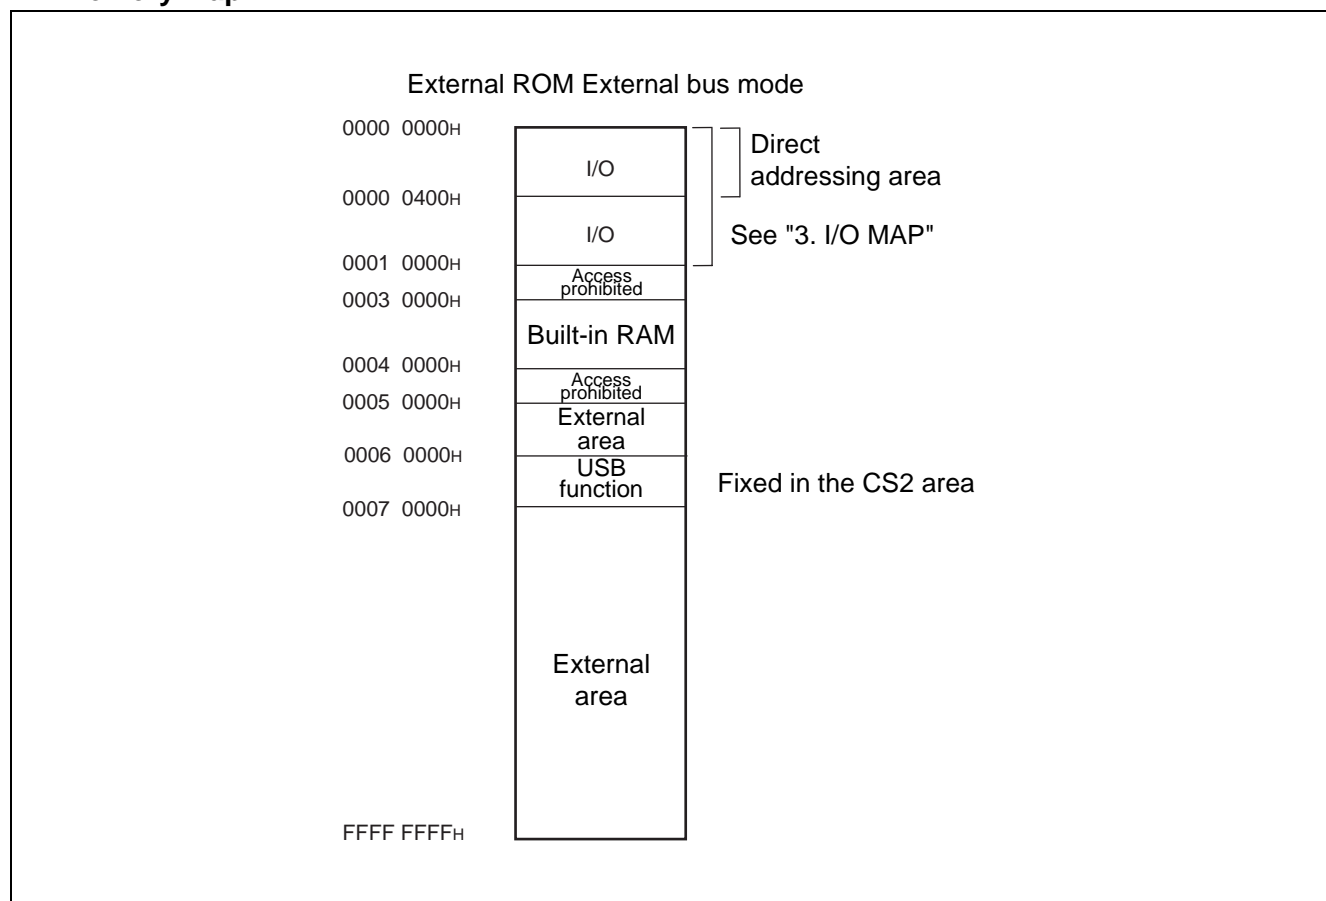 External ROM External bus mode
0000 0000H
I/O
Direct
addressing area
0000 0400H
I/O
See "3. I/O MAP"
0001 0000H
Access
prohibited
0003 0000H
Built-in RAM
0004 0000H
Access
prohibited
0005 0000H
External
area
0006 0000H
USB
function
Fixed in the CS2 area
0007 0000H
External
area
FFFF FFFFH